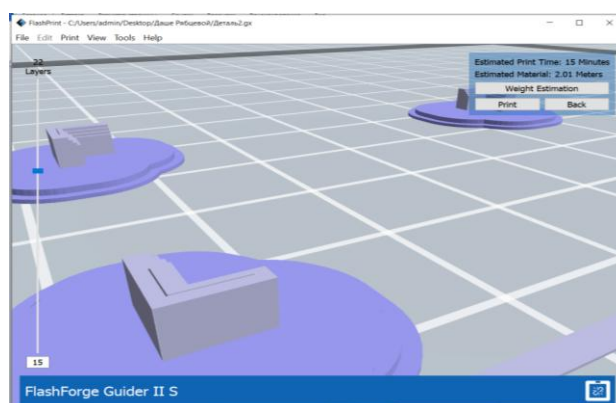 FlashPrint - C:/Users/admin/Desktop/Даше Рябцевой/Деталь2.gx
File Edit Print View Tools Help
22
Layers
Estimated Print Time: 15 Minutes
Estimated Material: 2.01 Meters
Weight Estimation
Print Back
15
FlashForge Guider II S